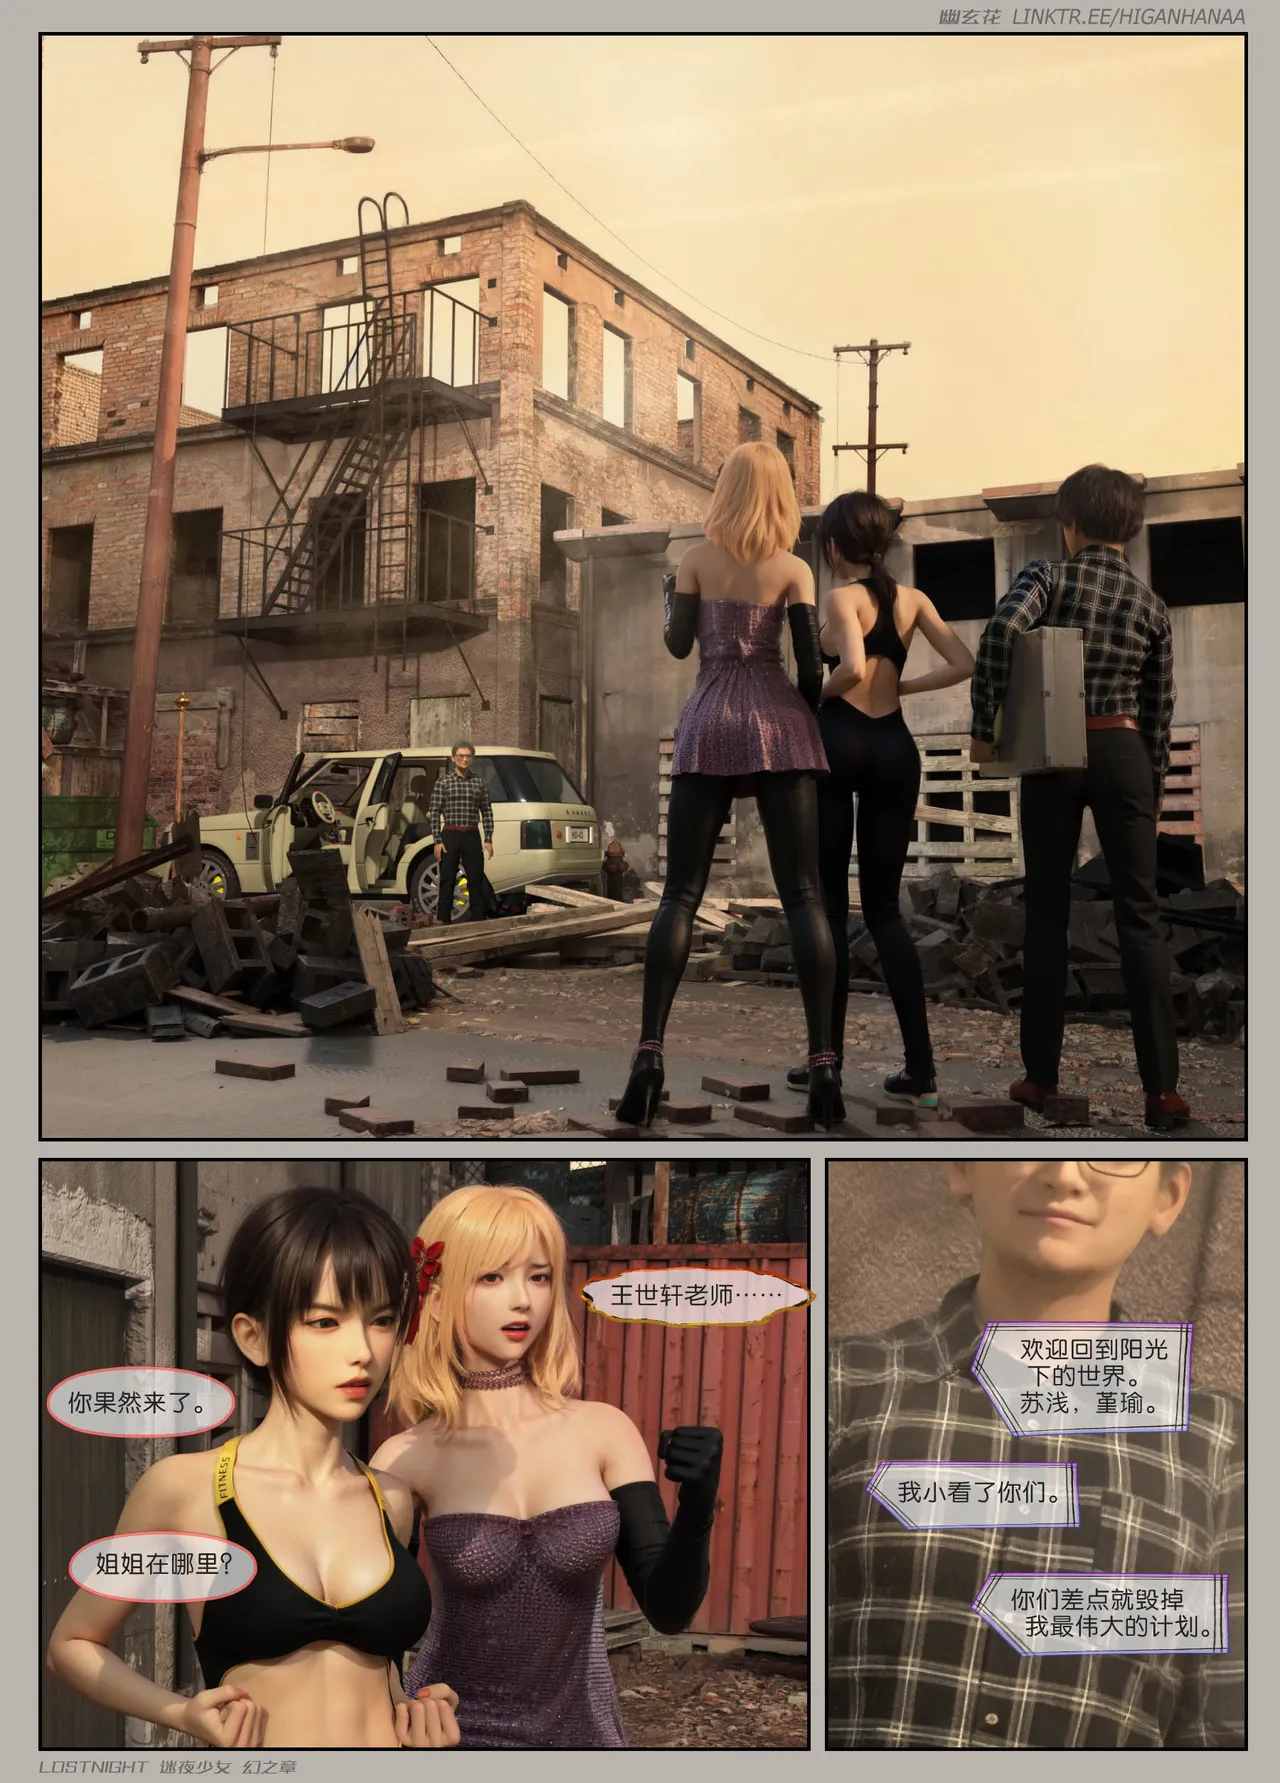 幽玄花 LINKTR.EE/HIGANHANAA
王世轩老师……
你果然来了。
FITNESS
姐姐在哪里?
欢迎回到阳光
下的世界。
苏浅，堇瑜。
我小看了你们。
你们差点就毁掉
我最伟大的计划。
LOSTNIGHT 迷夜少女 幻之章